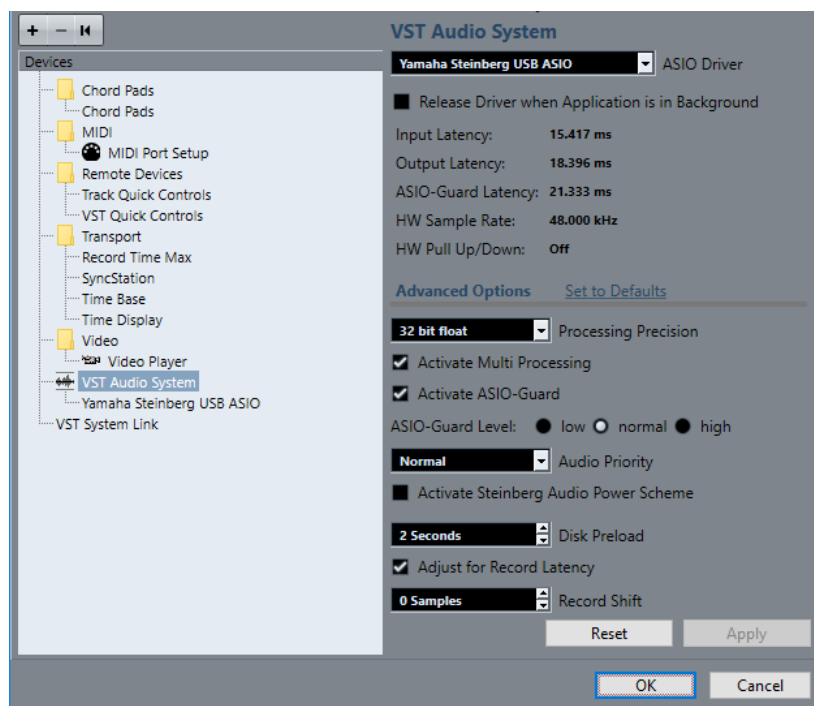 + − I◀
Devices
Chord Pads
Chord Pads
MIDI
MIDI Port Setup
Remote Devices
Track Quick Controls
VST Quick Controls
Transport
Record Time Max
SyncStation
Time Base
Time Display
Video
Video Player
VST Audio System
Yamaha Steinberg USB ASIO
VST System Link
VST Audio System
Yamaha Steinberg USB ASIO ASIO Driver
Release Driver when Application is in Background
Input Latency: 15.417 ms
Output Latency: 18.396 ms
ASIO-Guard Latency: 21.333 ms
HW Sample Rate: 48.000 kHz
HW Pull Up/Down: Off
Advanced Options Set to Defaults
32 bit float Processing Precision
Activate Multi Processing
Activate ASIO-Guard
ASIO-Guard Level: low normal high
Normal Audio Priority
Activate Steinberg Audio Power Scheme
2 Seconds Disk Preload
Adjust for Record Latency
0 Samples Record Shift
Reset Apply
OK Cancel